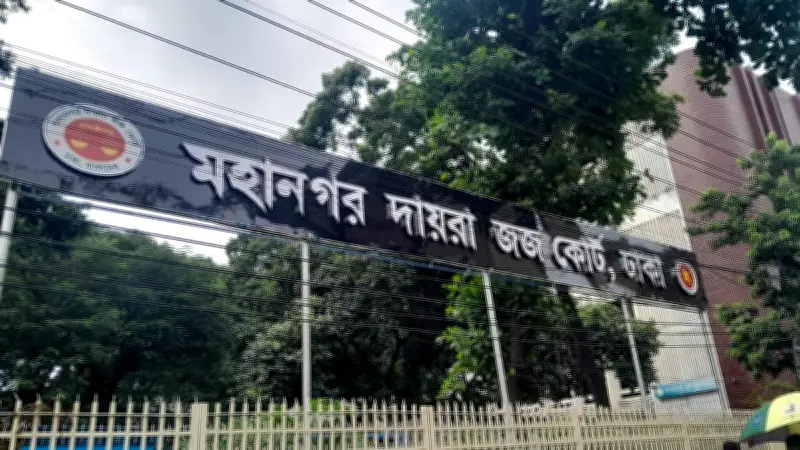 মহানগর দায়রা জজ কোর্ট, ঢাকা